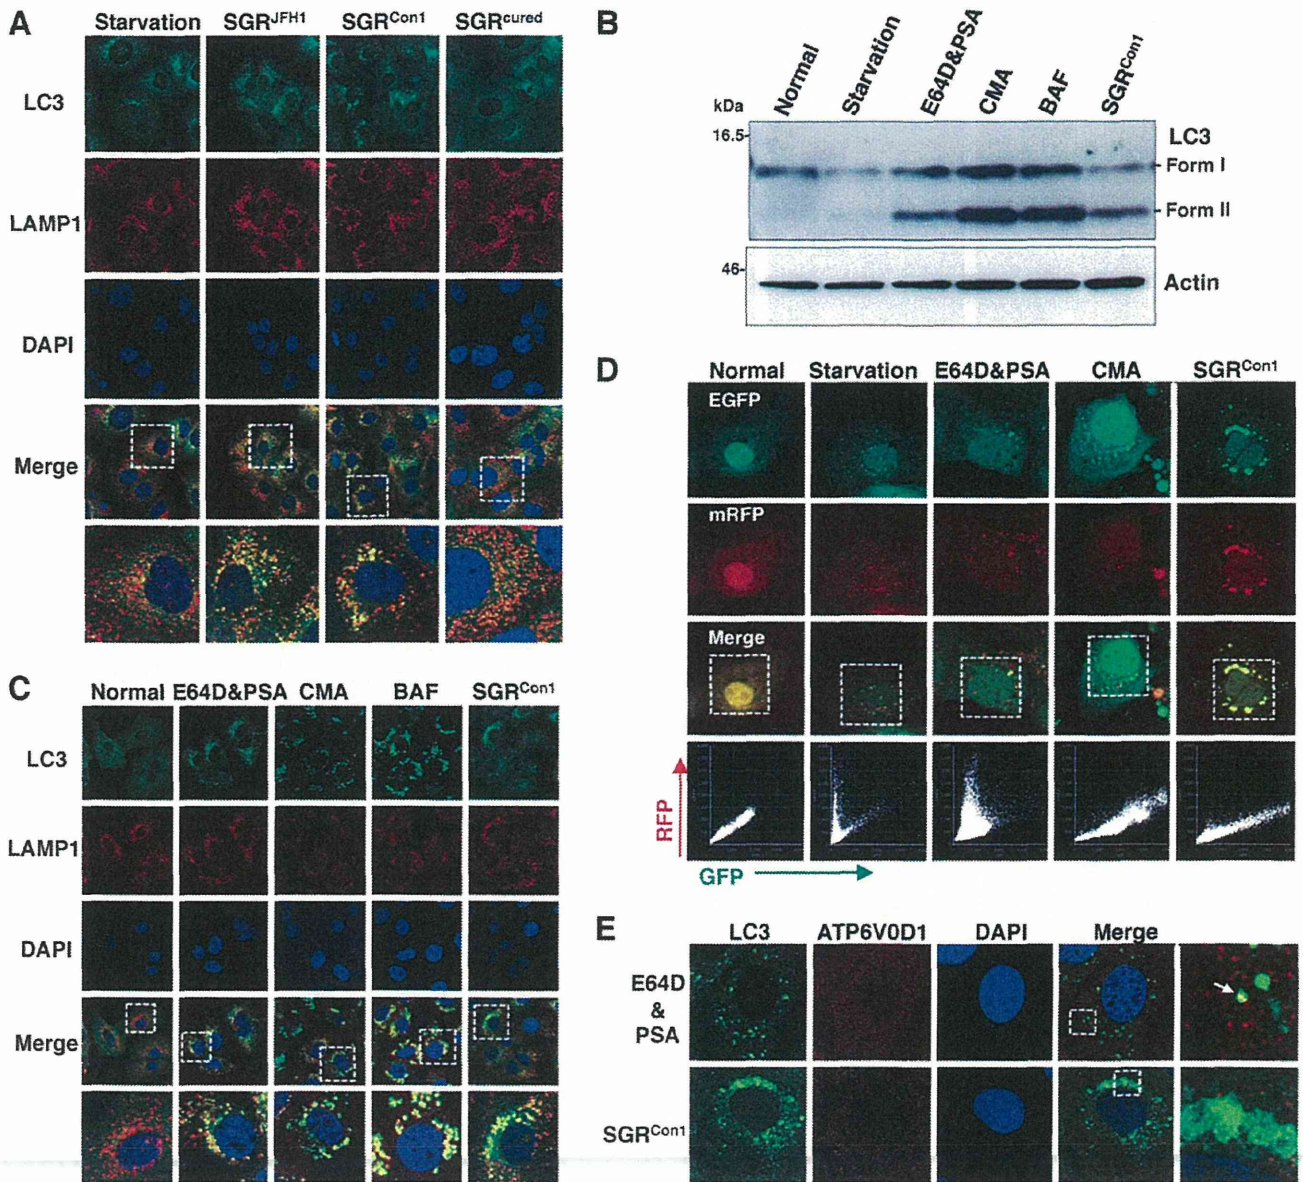 A
Starvation SGRJFH1 SGRCon1 SGRcured
LC3
LAMP1
DAPI
Merge
B
Normal Starvation E64D&PSA CMA BAF SGRCon1
kDa
16.5-
LC3
- Form I
- Form II
46-
Actin
C
Normal E64D&PSA CMA BAF SGRCon1
LC3
LAMP1
DAPI
Merge
D
Normal Starvation E64D&PSA CMA SGRCon1
EGFP
mRFP
Merge
RFP
GFP
E
LC3 ATP6V0D1 DAPI Merge
E64D
&
PSA
SGRCon1